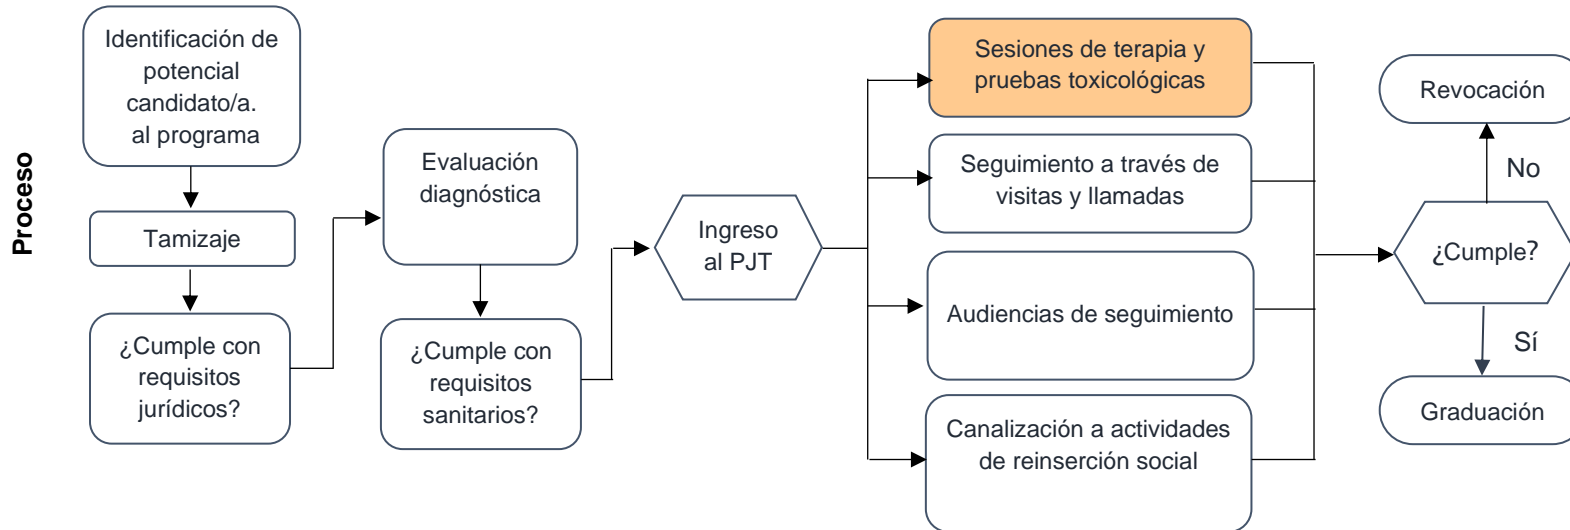 Proceso
Identificación de
potencial
candidato/a.
al programa
Tamizaje
¿Cumple con
requisitos
jurídicos?
Evaluación
diagnóstica
¿Cumple con
requisitos
sanitarios?
Ingreso
al PJT
Sesiones de terapia y
pruebas toxicológicas
Seguimiento a través de
visitas y llamadas
Audiencias de seguimiento
Canalización a actividades
de reinserción social
¿Cumple?
No
Revocación
Sí
Graduación